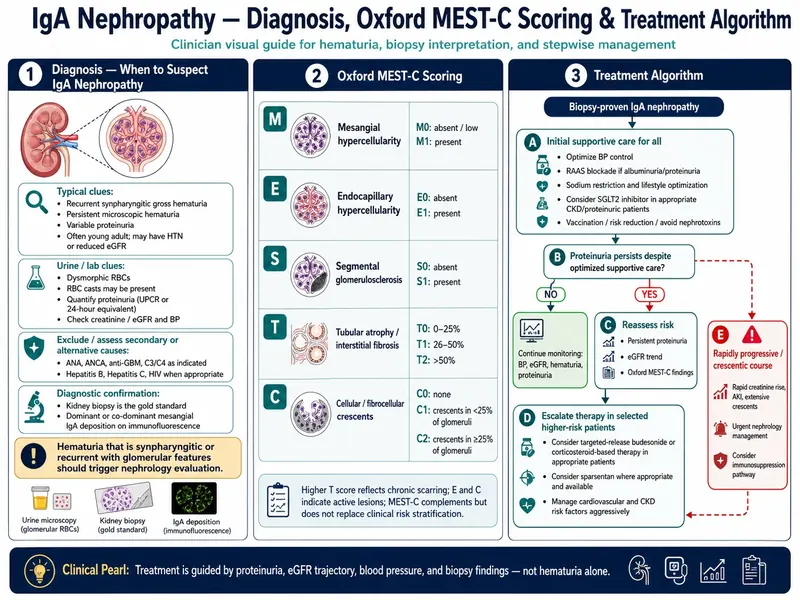 IgA Nephropathy — Diagnosis, Oxford MEST-C Scoring & Treatment Algorithm
Clinician visual guide for hematuria, biopsy interpretation, and stepwise management
1
Diagnosis — When to Suspect
IgA Nephropathy
Typical clues:
• Recurrent synpharyngitic gross hematuria
• Persistent microscopic hematuria
• Variable proteinuria
• Often young adult; may have HTN
or reduced eGFR
Urine / lab clues:
• Dysmorphic RBCs
• RBC casts may be present
• Quantify proteinuria (UPCR or
24-hour equivalent)
• Check creatinine / eGFR and BP
Exclude / assess secondary or
alternative causes:
• ANA, ANCA, anti-GBM, C3/C4 as indicated
• Hepatitis B, Hepatitis C, HIV when appropriate
Diagnostic confirmation:
• Kidney biopsy is the gold standard
• Dominant or co-dominant mesangial
IgA deposition on immunofluorescence
Hematuria that is synpharyngitic or
recurrent with glomerular features
should trigger nephrology evaluation.
Urine microscopy
(glomerular RBCs)
Kidney biopsy
(gold standard)
IgA deposition
(immunofluorescence)
2
Oxford MEST-C Scoring
M
Mesangial
hypercellularity
M0: absent / low
M1: present
E
Endocapillary
hypercellularity
E0: absent
E1: present
S
Segmental
glomerulosclerosis
S0: absent
S1: present
T
Tubular atrophy /
interstitial fibrosis
T0: 0–25%
T1: 26–50%
T2: >50%
C
Cellular / fibrocellular
crescents
C0: none
C1: crescents in <25%
of glomeruli
C2: crescents in ≥25%
of glomeruli
Higher T score reflects chronic scarring; E and C
indicate active lesions; MEST-C complements but
does not replace clinical risk stratification.
3
Treatment Algorithm
Biopsy-proven IgA nephropathy
A
Initial supportive care for all
• Optimize BP control
• RAAS blockade if albuminuria/proteinuria
• Sodium restriction and lifestyle optimization
• Consider SGLT2 inhibitor in appropriate
CKD/proteinuric patients
• Vaccination / risk reduction / avoid nephrotoxins
B
Proteinuria persists despite
optimized supportive care?
NO
YES
Continue monitoring:
BP, eGFR, hematuria,
proteinuria
C
Reassess risk
• Persistent proteinuria
• eGFR trend
• Oxford MEST-C findings
D
Escalate therapy in selected
higher-risk patients
• Consider targeted-release budesonide or
corticosteroid-based therapy in
appropriate patients
• Consider sparsentan where appropriate
and available
• Manage cardiovascular and CKD
risk factors aggressively
E
Rapidly progressive /
crescentic course
• Rapid creatinine rise,
AKI, extensive
crescents
• Urgent nephrology
management
• Consider
immunosuppression
pathway
Clinical Pearl: Treatment is guided by proteinuria, eGFR trajectory, blood pressure, and biopsy findings — not hematuria alone.